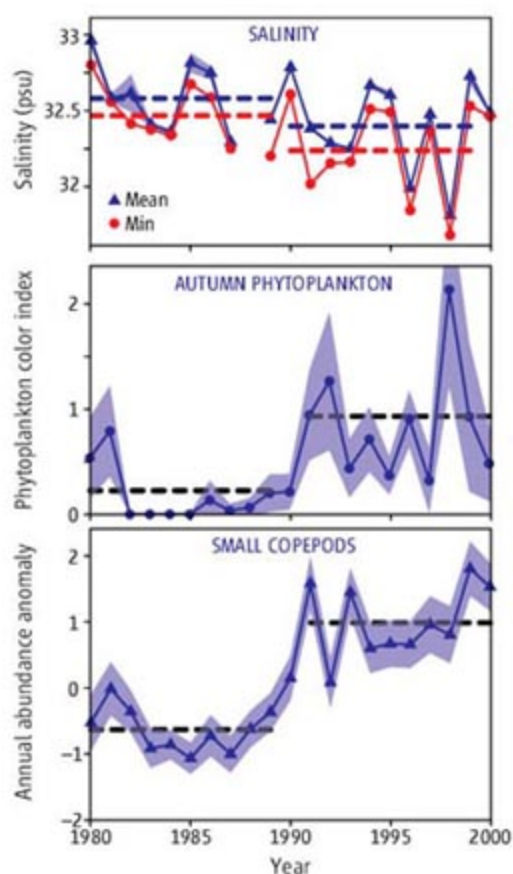 SALINITY
Salinity (psu)
33
32.5
32
Mean
Min
AUTUMN PHYTOPLANKTON
Phytoplankton color index
2
1
0
SMALL COPEPODS
Annual abundance anomaly
2
1
0
–1
–2
1980 1985 1990 1995 2000
Year